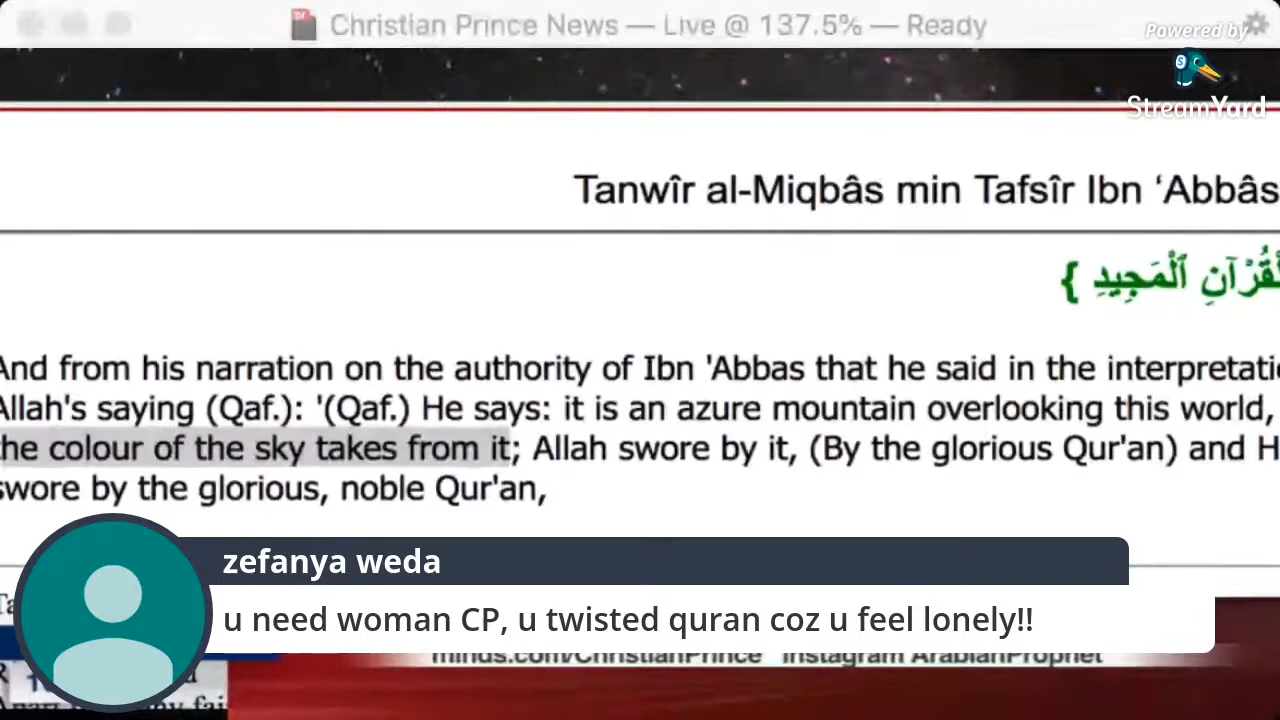 Christian Prince News — Live @ 137.5% — Ready
Powered by
StreamYard
Tanwîr al-Miqbâs min Tafsîr Ibn ‘Abbâs
ٱلْمَجِيدِ {
And from his narration on the authority of Ibn 'Abbas that he said in the
Allah's saying (Qaf.): '(Qaf.) He says: it is an azure mountain overlooking this world,
the colour of the sky takes from it; Allah swore by it, (By the glorious Qur'an) and
swore by the glorious, noble Qur'an,
zefanya weda
u need woman CP, u twisted quran coz u feel lonely!!
minds.com/ChristianPrince Instagram ArabianProphet